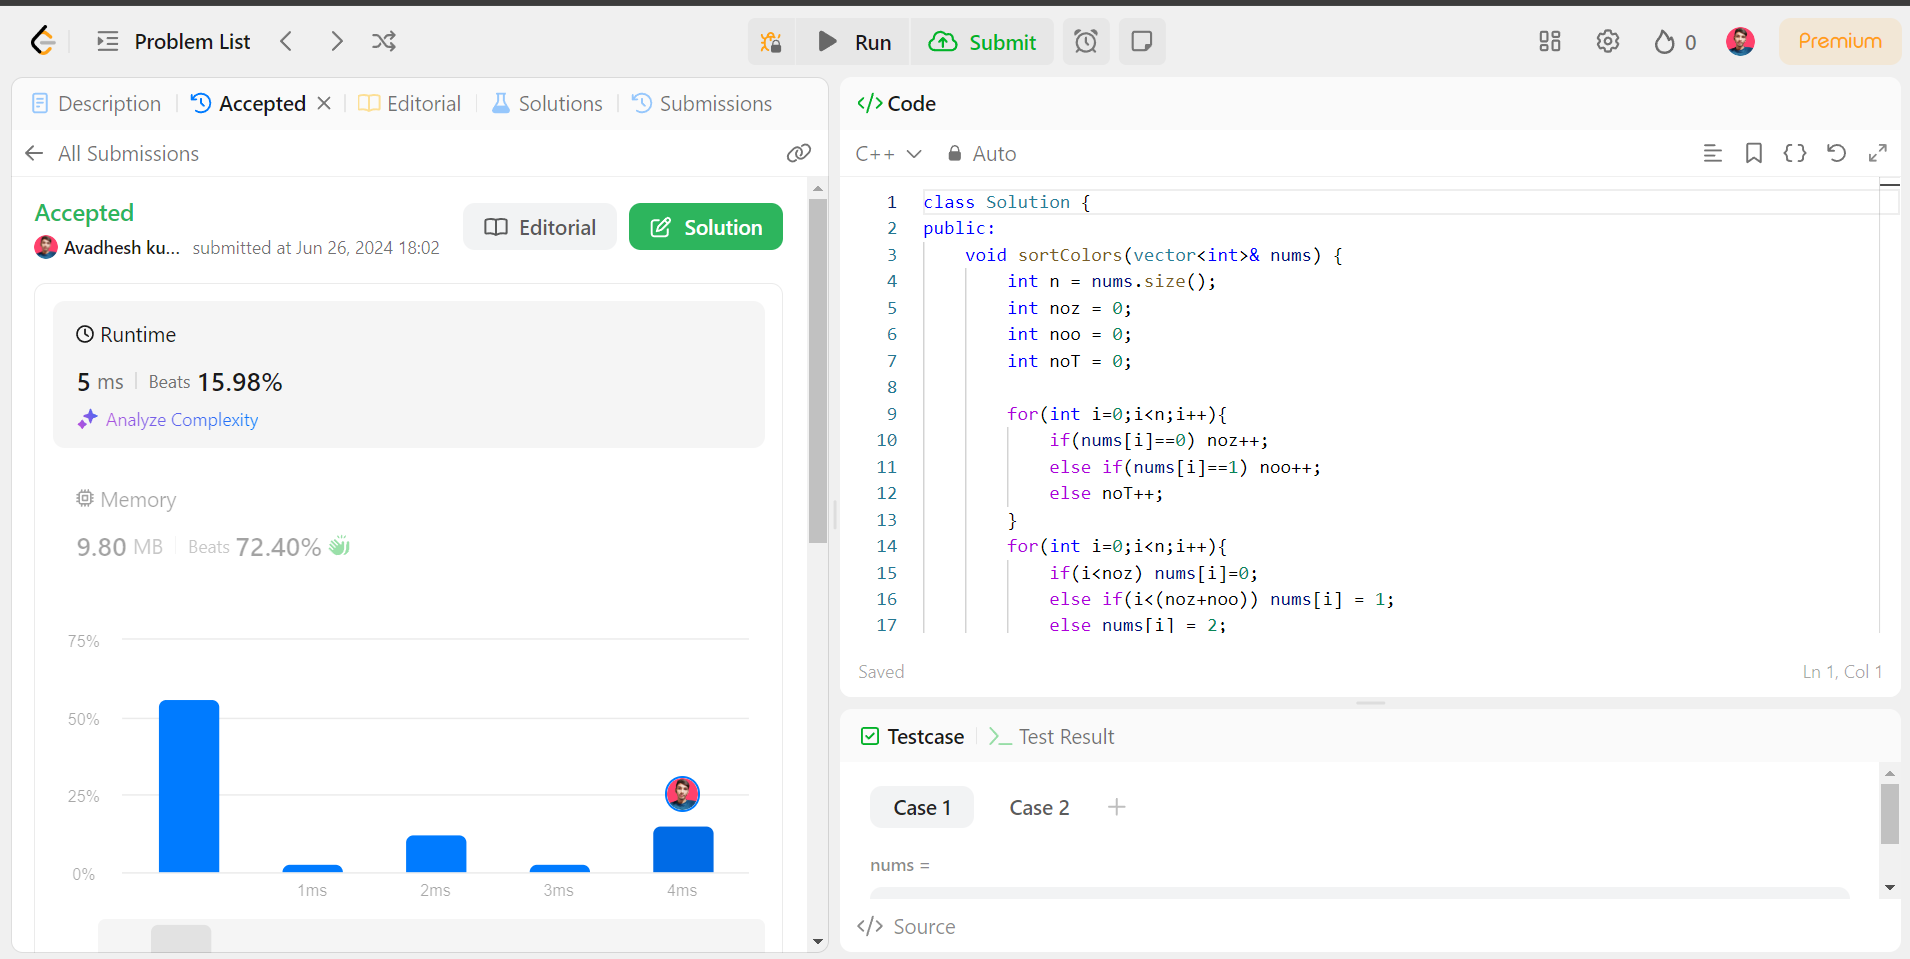 Problem List
Run
Submit
0
Premium
Description
Accepted
Editorial
Solutions
Submissions
All Submissions
Accepted
Avadhesh ku... submitted at Jun 26, 2024 18:02
Editorial
Solution
Runtime
5 ms Beats 15.98%
Analyze Complexity
Memory
9.80 MB Beats 72.40%
75%
50%
25%
0%
1ms 2ms 3ms 4ms
</> Code
C++ Auto
1 class Solution {
2 public:
3 void sortColors(vector<int>& nums) {
4 int n = nums.size();
5 int noz = 0;
6 int noo = 0;
7 int noT = 0;
8
9 for(int i=0;i<n;i++){
10 if(nums[i]==0) noz++;
11 else if(nums[i]==1) noo++;
12 else noT++;
13 }
14 for(int i=0;i<n;i++){
15 if(i<noz) nums[i]=0;
16 else if(i<(noz+noo)) nums[i] = 1;
17 else nums[i] = 2;
Saved
Ln 1, Col 1
Testcase
Test Result
Case 1
Case 2
+
nums =
</> Source